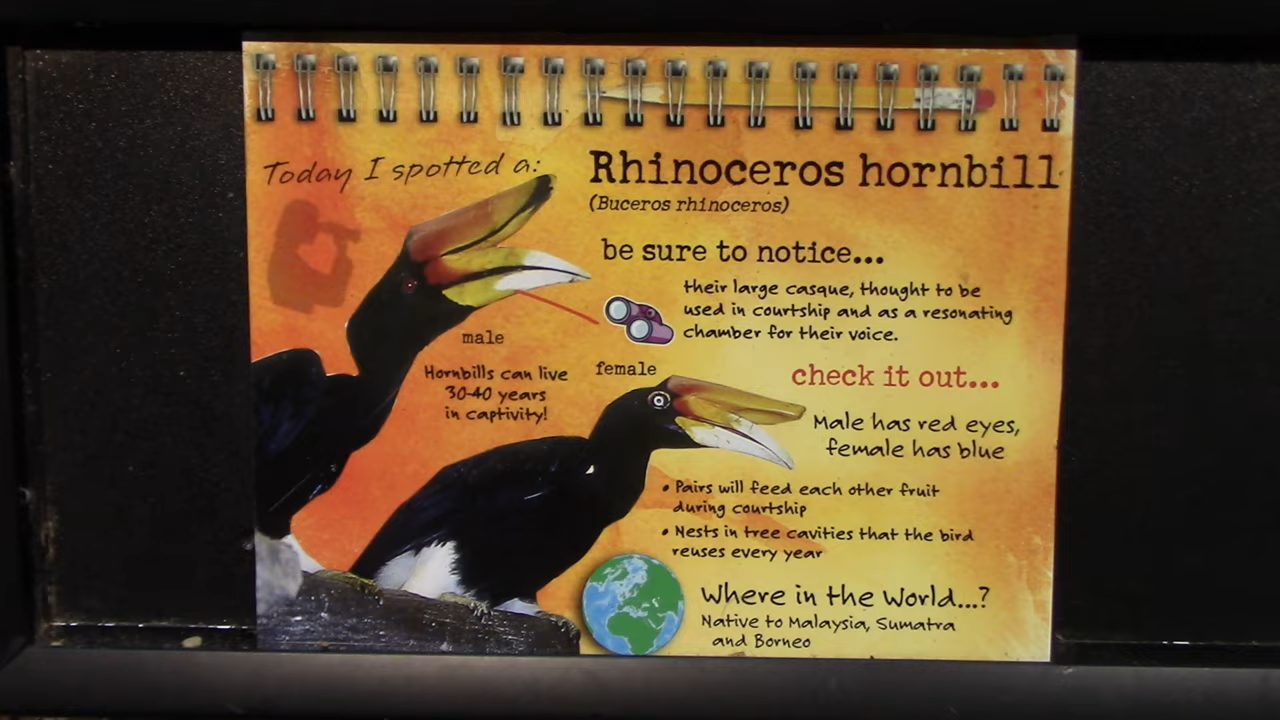 Today I spotted a:
Rhinoceros hornbill
(Buceros rhinoceros)
be sure to notice...
their large casque, thought to be
used in courtship and as a resonating
chamber for their voice.
male
Hornbills can live
30-40 years
in captivity!
female
check it out...
Male has red eyes,
female has blue
• Pairs will feed each other fruit
during courtship
• Nests in tree cavities that the bird
reuses every year
Where in the World...?
Native to Malaysia, Sumatra
and Borneo